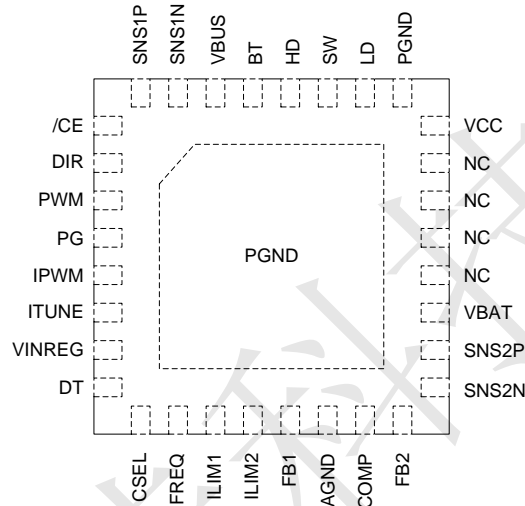 SNS1P
SNS1N
VBUS
BT
HD
SW
LD
PGND
/CE
DIR
PWM
PG
IPWM
ITUNE
VINREG
DT
PGND
VCC
NC
NC
NC
NC
VBAT
SNS2P
SNS2N
CSEL
FREQ
ILIM1
ILIM2
FB1
AGND
COMP
FB2